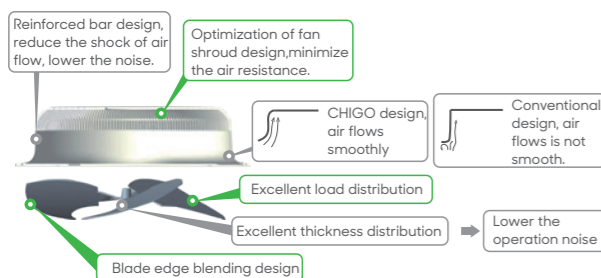 Reinforced bar design,
reduce the shock of air
flow, lower the noise.
Optimization of fan
shroud design,minimize
the air resistance.
CHIGO design,
air flows
smoothly
Conventional
design, air
flows is not
smooth.
Excellent load distribution
Excellent thickness distribution
Lower the
operation noise
Blade edge blending design